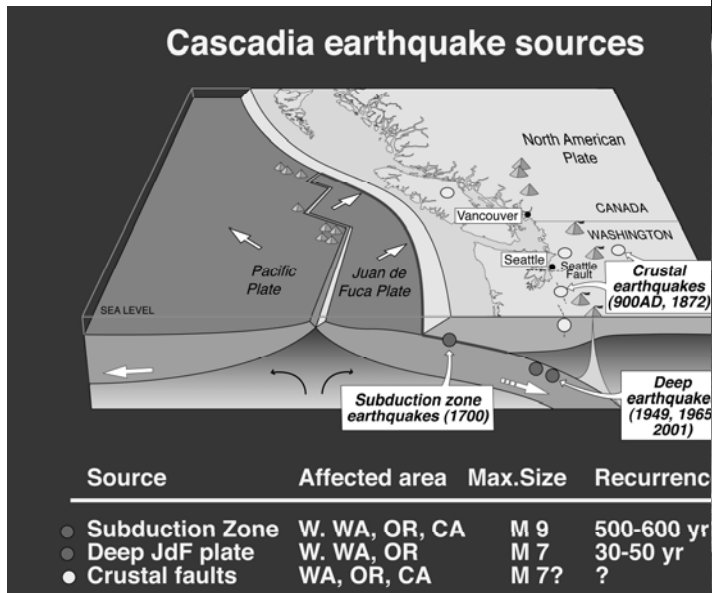 Cascadia earthquake sources
North American
Plate
Vancouver
CANADA
WASHINGTON
Seattle
Seattle
Fault
Crustal
earthquakes
(900AD, 1872)
Pacific
Plate
Juan de
Fuca Plate
SEA LEVEL
Subduction zone
earthquakes (1700)
Deep
earthquake
(1949, 1965
2001)
Source Affected area Max.Size Recurrenc
Subduction Zone W. WA, OR, CA M 9 500-600 yr
Deep JdF plate W. WA, OR M 7 30-50 yr
Crustal faults WA, OR, CA M 7? ?